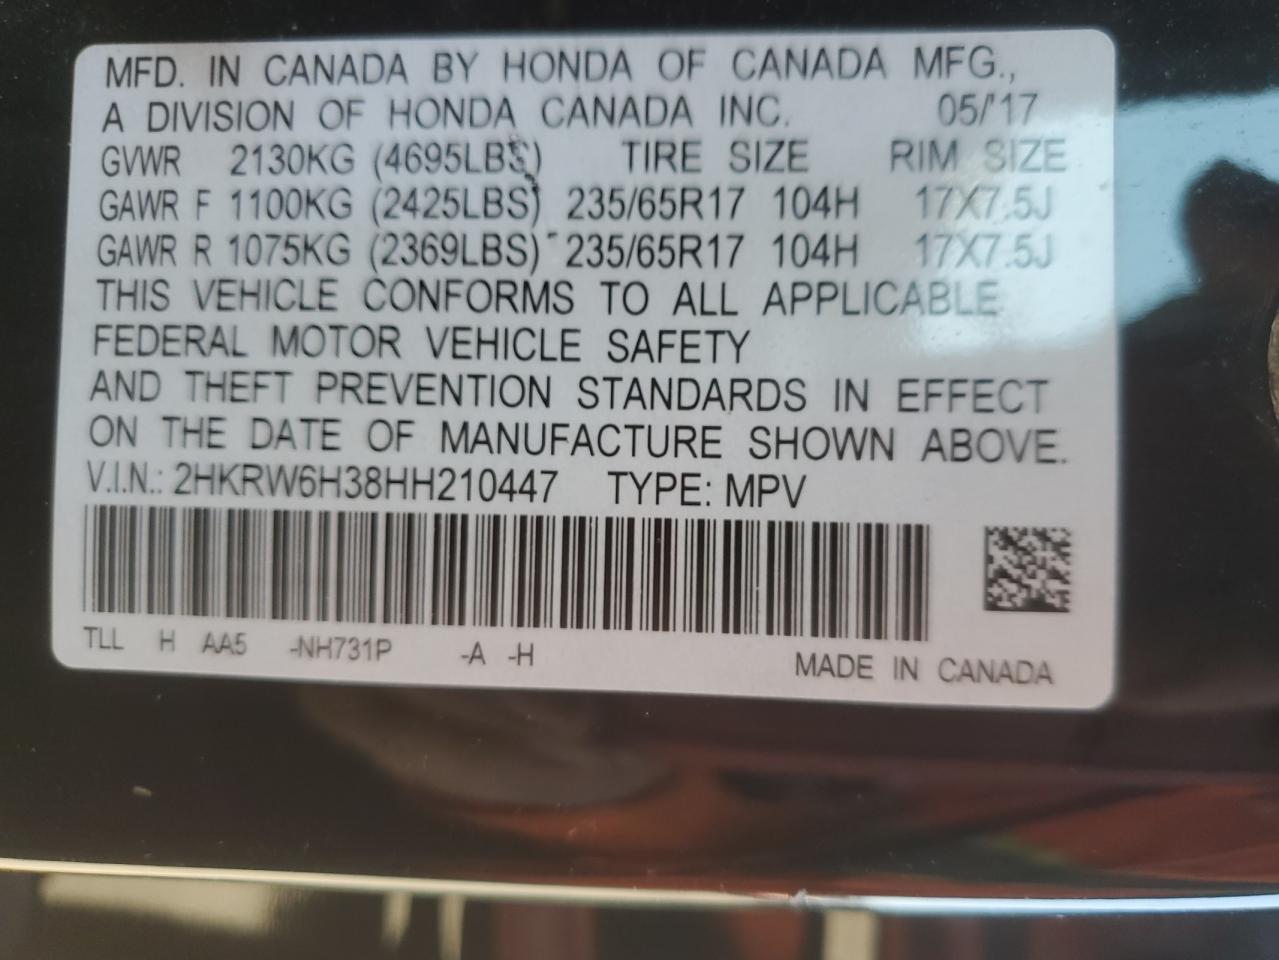 MFD. IN CANADA BY HONDA OF CANADA MFG.,
A DIVISION OF HONDA CANADA INC. 05/'17
GVWR 2130KG (4695LBS) TIRE SIZE RIM SIZE
GAWR F 1100KG (2425LBS) 235/65R17 104H 17X7.5J
GAWR R 1075KG (2369LBS) 235/65R17 104H 17X7.5J
THIS VEHICLE CONFORMS TO ALL APPLICABLE
FEDERAL MOTOR VEHICLE SAFETY
AND THEFT PREVENTION STANDARDS IN EFFECT
ON THE DATE OF MANUFACTURE SHOWN ABOVE.
V.I.N.: 2HKRW6H38HH210447 TYPE: MPV
TLL H AA5 -NH731P -A -H
MADE IN CANADA